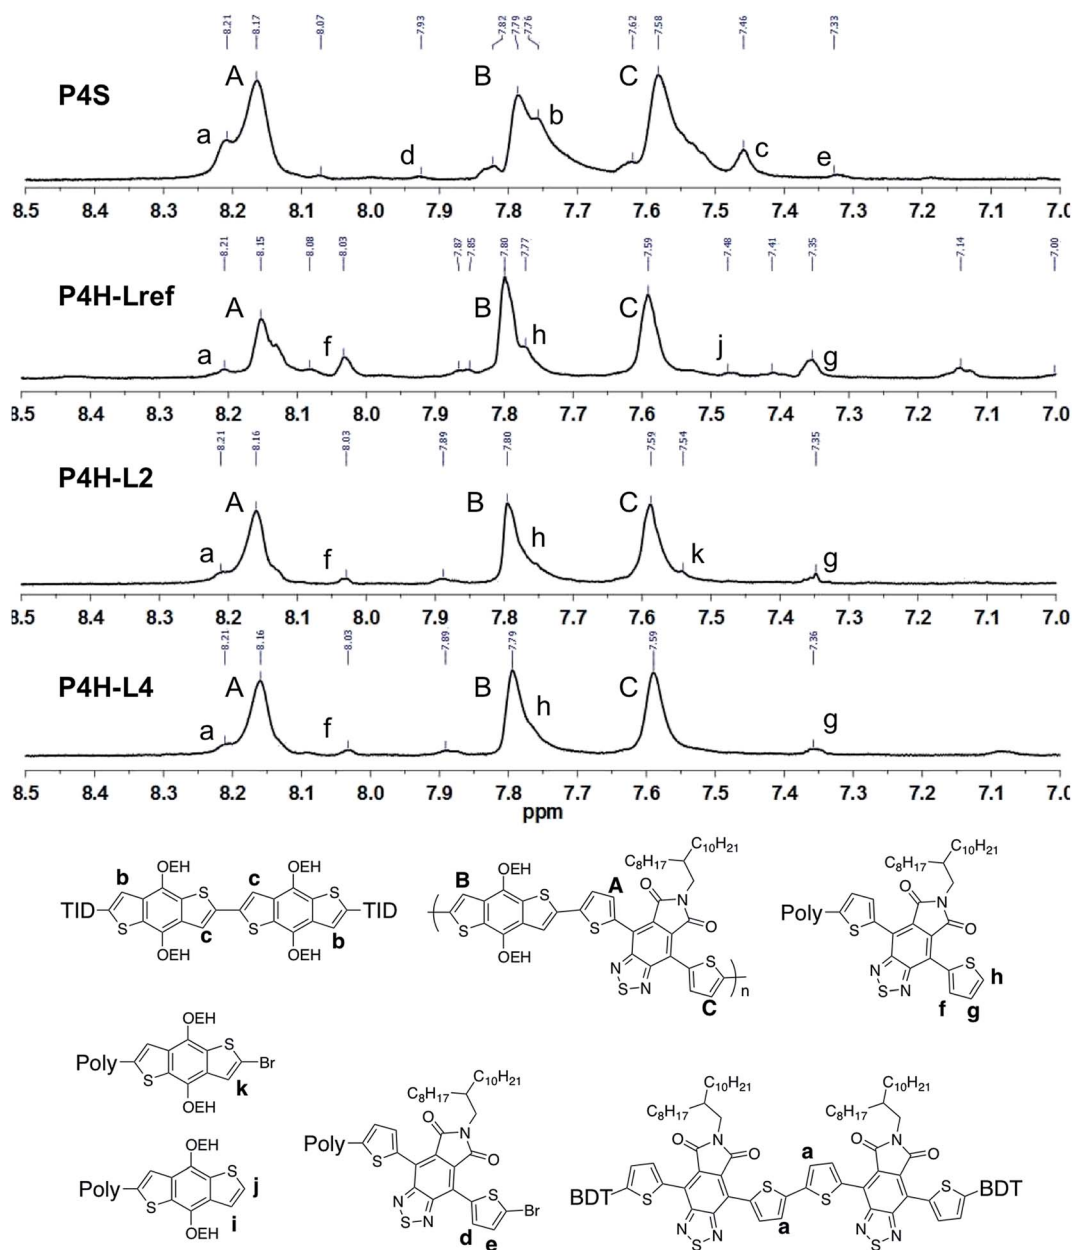 8.21 8.17 8.07 7.93 7.82 7.79 7.76 7.62 7.58 7.46 7.33
P4S
a A d B b C c e
8.5 8.4 8.3 8.2 8.1 8.0 7.9 7.8 7.7 7.6 7.5 7.4 7.3 7.2 7.1 7.0
8.21 8.15 8.08 8.03 7.87 7.85 7.80 7.77 7.59 7.48 7.41 7.35 7.14 7.00
P4H-Lref
a A f B h C j g
8.5 8.4 8.3 8.2 8.1 8.0 7.9 7.8 7.7 7.6 7.5 7.4 7.3 7.2 7.1 7.0
8.21 8.16 8.03 7.89 7.80 7.59 7.54 7.35
P4H-L2
a A f B h C k g
8.5 8.4 8.3 8.2 8.1 8.0 7.9 7.8 7.7 7.6 7.5 7.4 7.3 7.2 7.1 7.0
8.21 8.16 8.03 7.89 7.79 7.59 7.36
P4H-L4
a A f B h C g
8.5 8.4 8.3 8.2 8.1 8.0 7.9 7.8 7.7 7.6 7.5 7.4 7.3 7.2 7.1 7.0
ppm
OEH OEH
b S c S
TID TID
S c S b
OEH OEH
C8H17 C10H21
OEH
B S A O N O
S S
OEH N S N S n
C
C8H17 C10H21
O N O
Poly S
N S N S h
f g
OEH
S
Poly Br
S k
OEH
OEH
S
Poly j
S i
OEH
C8H17 C10H21
O N O
Poly S
N S N S Br
d e
C8H17 C10H21 C8H17 C10H21
O N O O N O
BDT S a S S BDT
N S N S a N S N S